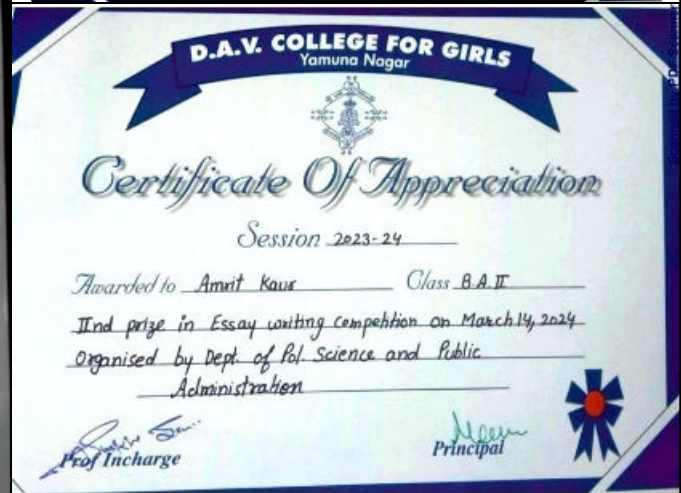 D.A.V. COLLEGE FOR GIRLS
Yamuna Nagar
Certificate Of Appreciation
Session 2023-24
Awarded to Amrit Kaur Class B.A II
IInd prize in Essay writing competition on March 14, 2024
Organised by Dept. of Pol. Science and Public
Administration
Prof Incharge Principal